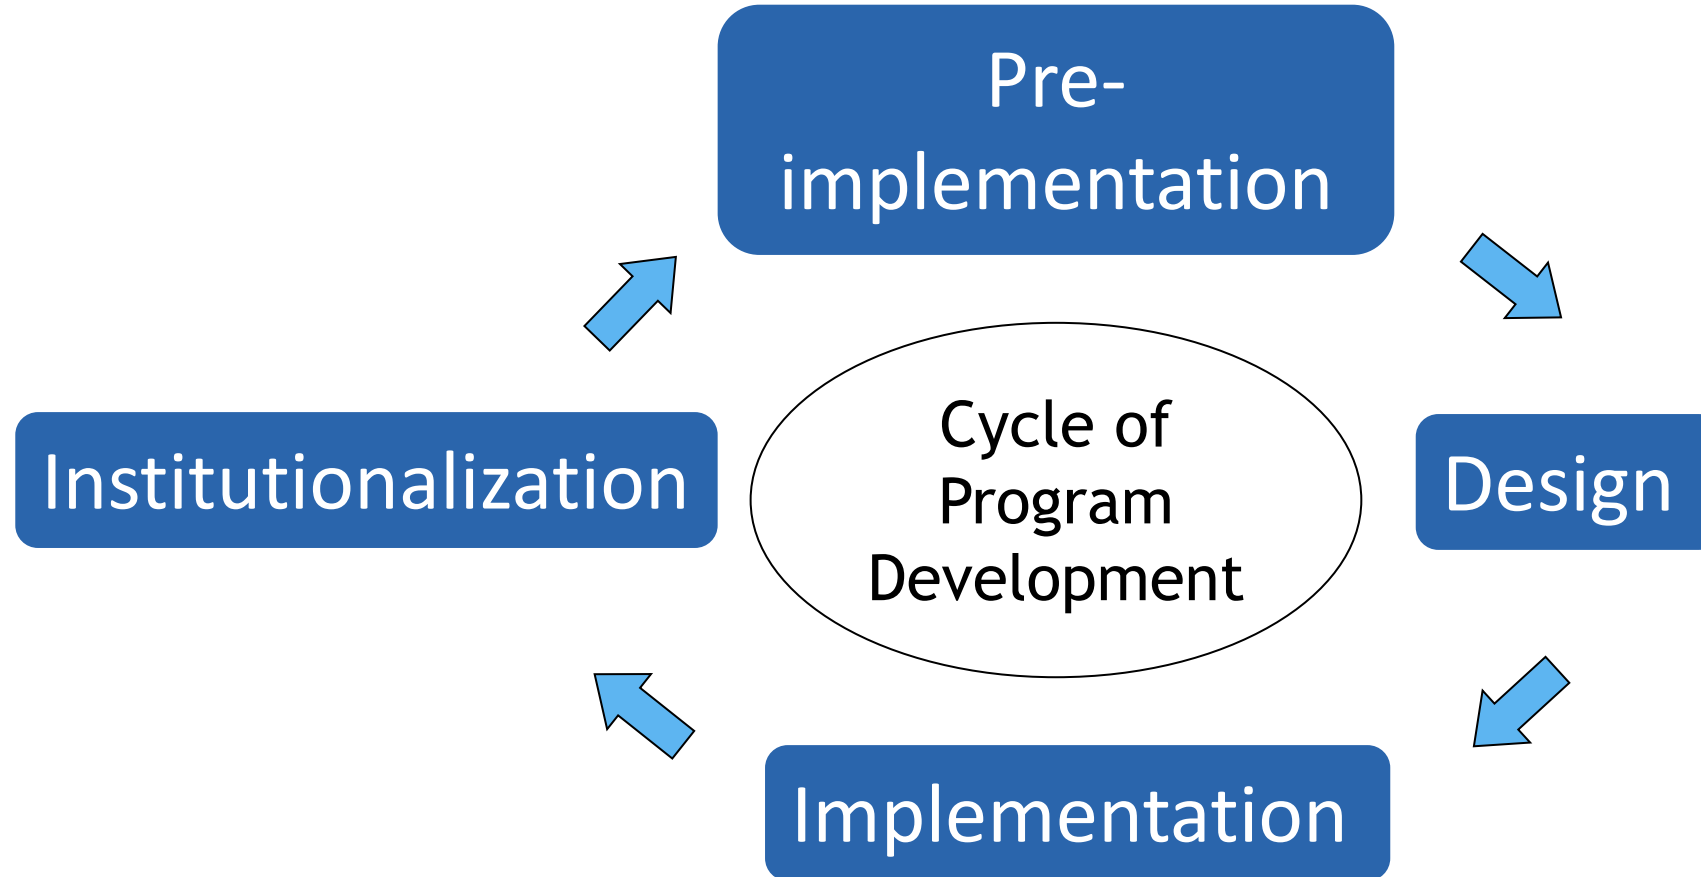 Pre-
implementation
Institutionalization
Cycle of
Program
Development
Design
Implementation